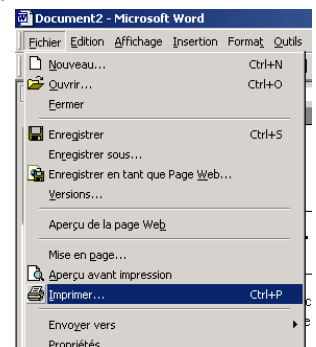 Document2 - Microsoft Word
Fichier Edition Affichage Insertion Format Outils
Nouveau... Ctrl+N
Ouvrir... Ctrl+O
Fermer
Enregistrer Ctrl+S
Enregistrer sous...
Enregistrer en tant que Page Web...
Versions...
Aperçu de la page Web
Mise en page...
Aperçu avant impression
Imprimer... Ctrl+P
Envoyer vers
Propriétés